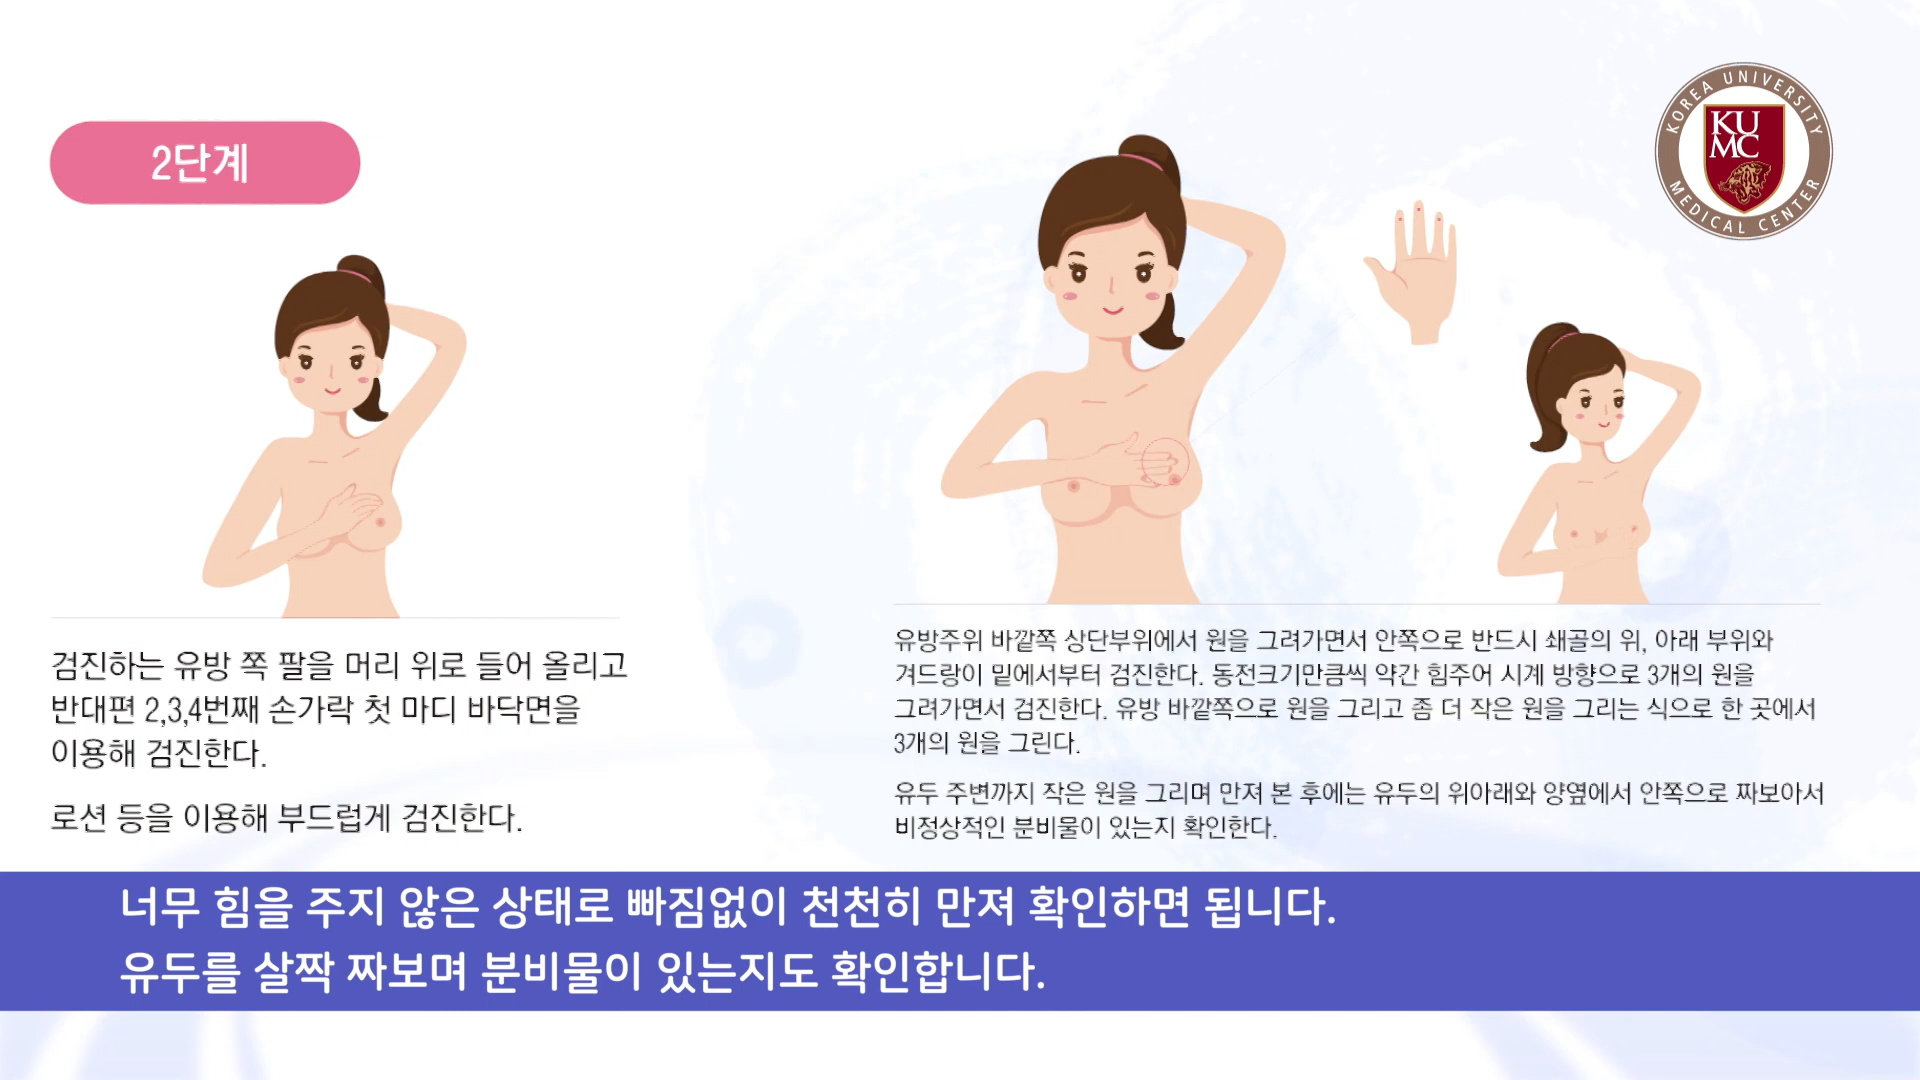 2단계
KOREA UNIVERSITY
KU
MC
MEDICAL CENTER
검진하는 유방 쪽 팔을 머리 위로 들어 올리고
반대편 2,3,4번째 손가락 첫 마디 바닥면을
이용해 검진한다.
로션 등을 이용해 부드럽게 검진한다.
유방주위 바깥쪽 상단부위에서 원을 그려가면서 안쪽으로 반드시 쇄골의 위, 아래 부위와
겨드랑이 밑에서부터 검진한다. 동전크기만큼씩 약간 힘주어 시계 방향으로 3개의 원을
그려가면서 검진한다. 유방 바깥쪽으로 원을 그리고 좀 더 작은 원을 그리는 식으로 한 곳에서
3개의 원을 그린다.
유두 주변까지 작은 원을 그리며 만져 본 후에는 유두의 위아래와 양옆에서 안쪽으로 짜보아서
비정상적인 분비물이 있는지 확인한다.
너무 힘을 주지 않은 상태로 빠짐없이 천천히 만져 확인하면 됩니다.
유두를 살짝 짜보며 분비물이 있는지도 확인합니다.